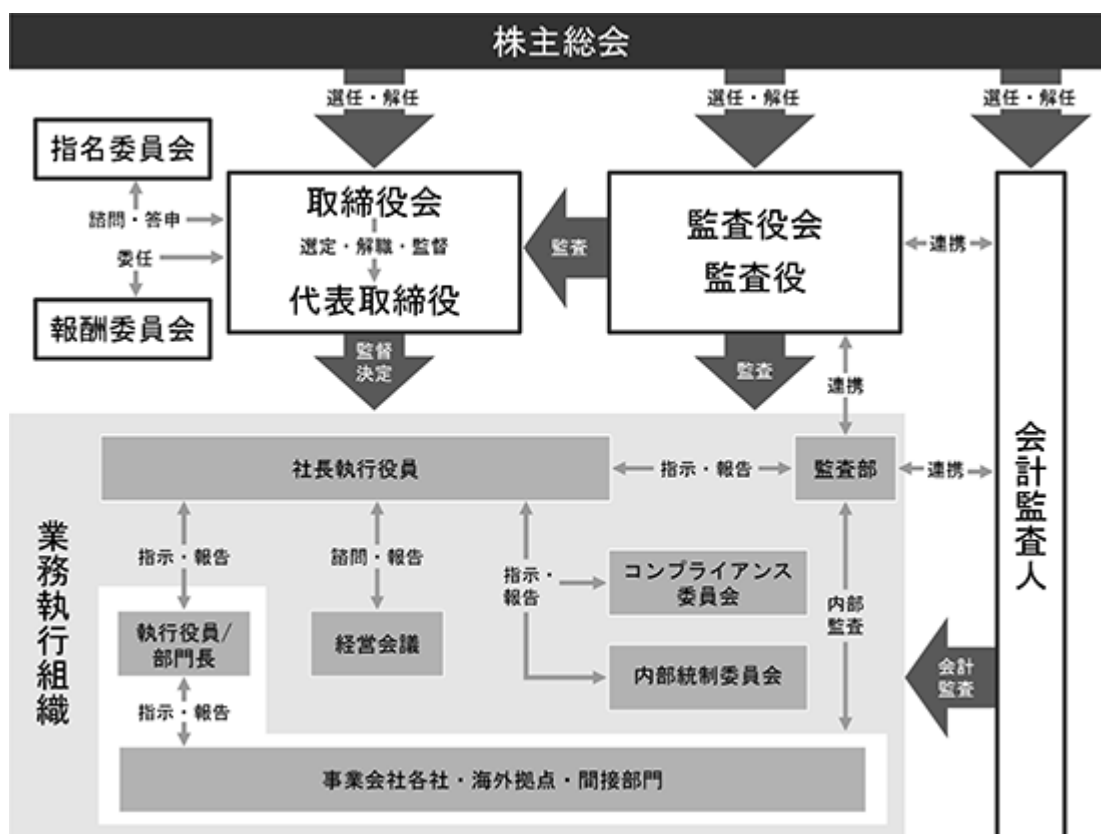 株主総会
選任・解任
選任・解任
選任・解任
指名委員会
諮問・答申
委任
報酬委員会
取締役会
選定・解職・監督
代表取締役
監査
監査役会
監査役
連携
監督
決定
監査
連携
会計監査人
業務執行組織
社長執行役員
指示・報告
監査部
連携
指示・報告
諮問・報告
指示・
報告
コンプライアンス
委員会
内部
監査
執行役員/
部門長
経営会議
内部統制委員会
会計
監査
指示・報告
事業会社各社・海外拠点・間接部門